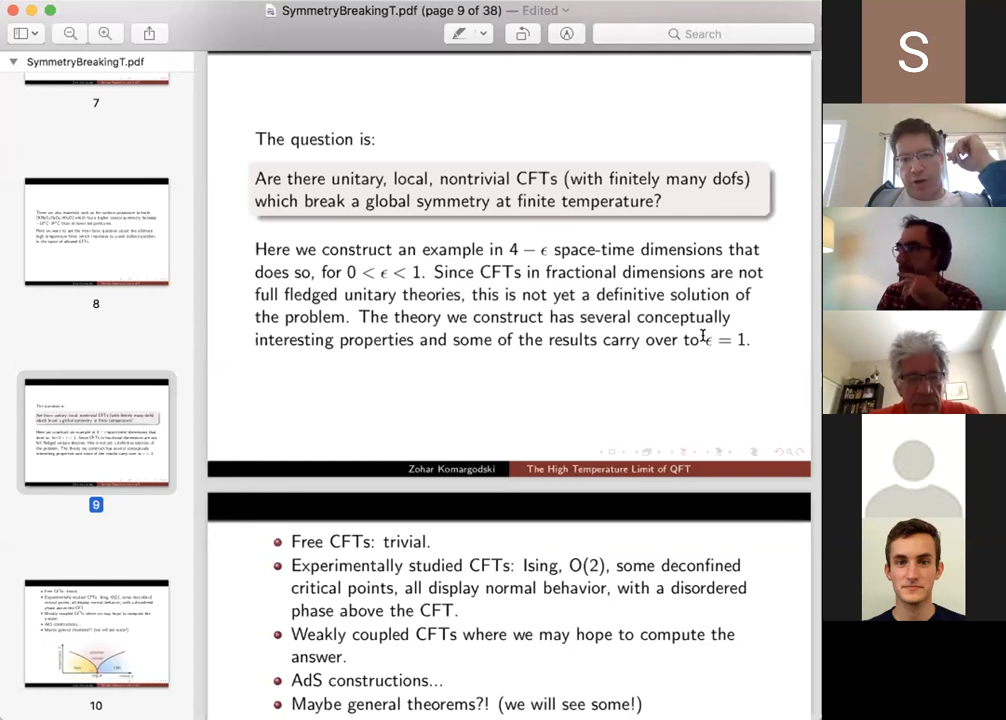 SymmetryBreakingT.pdf (page 9 of 38) — Edited
Search
SymmetryBreakingT.pdf
7
8
9
10
The question is:
Are there unitary, local, nontrivial CFTs (with finitely many dofs)
which break a global symmetry at finite temperature?
Here we construct an example in 4 − ϵ space-time dimensions that
does so, for 0 < ϵ < 1. Since CFTs in fractional dimensions are not
full fledged unitary theories, this is not yet a definitive solution of
the problem. The theory we construct has several conceptually
interesting properties and some of the results carry over to ϵ = 1.
Zohar Komargodski
The High Temperature Limit of QFT
Free CFTs: trivial.
Experimentally studied CFTs: Ising, O(2), some deconfined
critical points, all display normal behavior, with a disordered
phase above the CFT.
Weakly coupled CFTs where we may hope to compute the
answer.
AdS constructions...
Maybe general theorems?! (we will see some!)
S